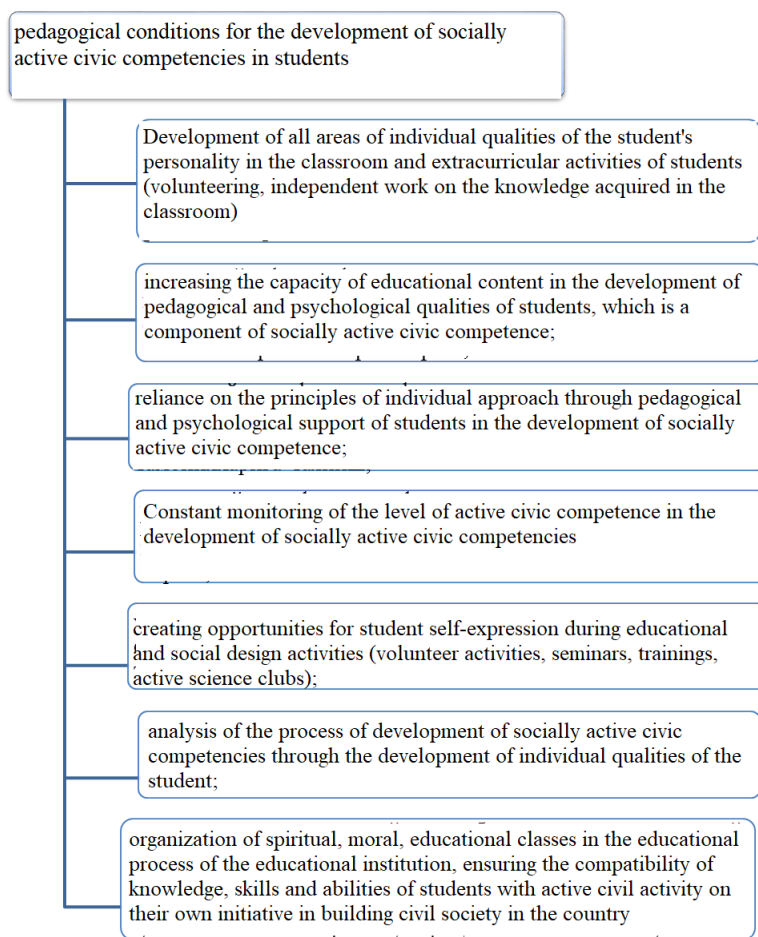 pedagogical conditions for the development of socially
active civic competencies in students
Development of all areas of individual qualities of the student's
personality in the classroom and extracurricular activities of students
(volunteering, independent work on the knowledge acquired in the
classroom)
increasing the capacity of educational content in the development of
pedagogical and psychological qualities of students, which is a
component of socially active civic competence;
reliance on the principles of individual approach through pedagogical
and psychological support of students in the development of socially
active civic competence;
Constant monitoring of the level of active civic competence in the
development of socially active civic competencies
creating opportunities for student self-expression during educational
and social design activities (volunteer activities, seminars, trainings,
active science clubs);
analysis of the process of development of socially active civic
competencies through the development of individual qualities of the
student;
organization of spiritual, moral, educational classes in the educational
process of the educational institution, ensuring the compatibility of
knowledge, skills and abilities of students with active civil activity on
their own initiative in building civil society in the country